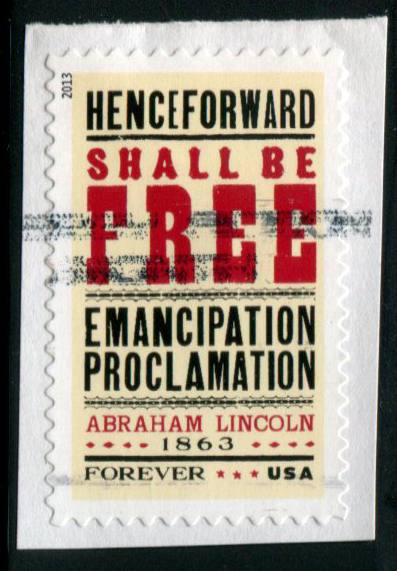 2013
HENCEFORWARD
SHALL BE
FREE
EMANCIPATION
PROCLAMATION
ABRAHAM LINCOLN
1863
FOREVER ★★★ USA